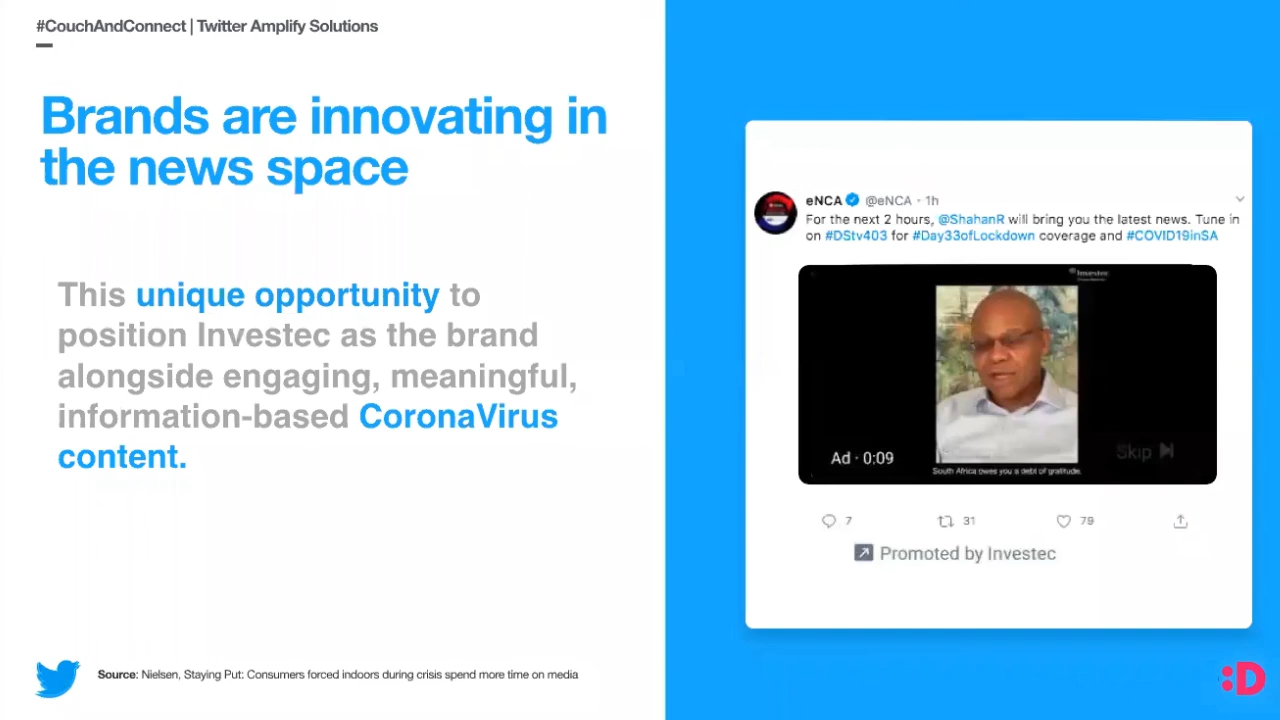 #CouchAndConnect | Twitter Amplify Solutions
Brands are innovating in
the news space
This unique opportunity to
position Investec as the brand
alongside engaging, meaningful,
information-based CoronaVirus
content.
eNCA @eNCA · 1h
For the next 2 hours, @ShahanR will bring you the latest news. Tune in
on #DStv403 for #Day33ofLockdown coverage and #COVID19inSA
Investec
Ad · 0:09
Skip
South Africa owes you a debt of gratitude.
7
31
79
Promoted by Investec
Source: Nielsen, Staying Put: Consumers forced indoors during crisis spend more time on media
:D